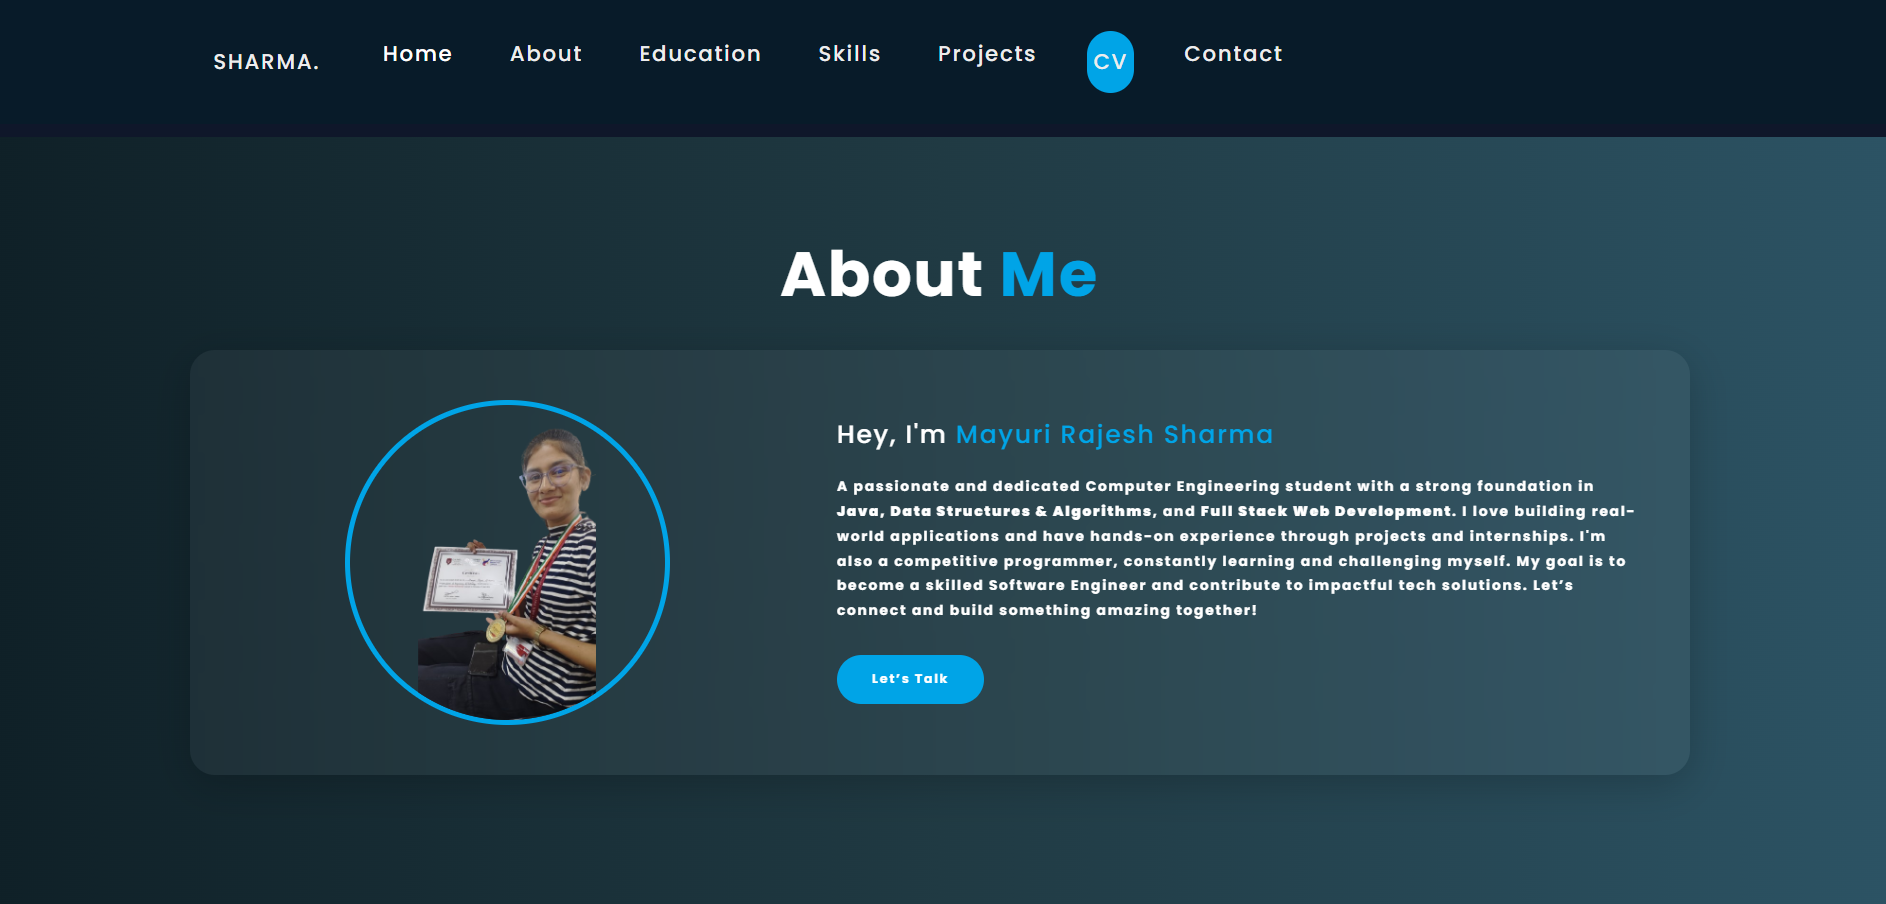 SHARMA.
Home
About
Education
Skills
Projects
CV
Contact
About Me
Hey, I'm Mayuri Rajesh Sharma
A passionate and dedicated Computer Engineering student with a strong foundation in
Java, Data Structures & Algorithms, and Full Stack Web Development. I love building real-
world applications and have hands-on experience through projects and internships. I'm
also a competitive programmer, constantly learning and challenging myself. My goal is to
become a skilled Software Engineer and contribute to impactful tech solutions. Let’s
connect and build something amazing together!
Let’s Talk